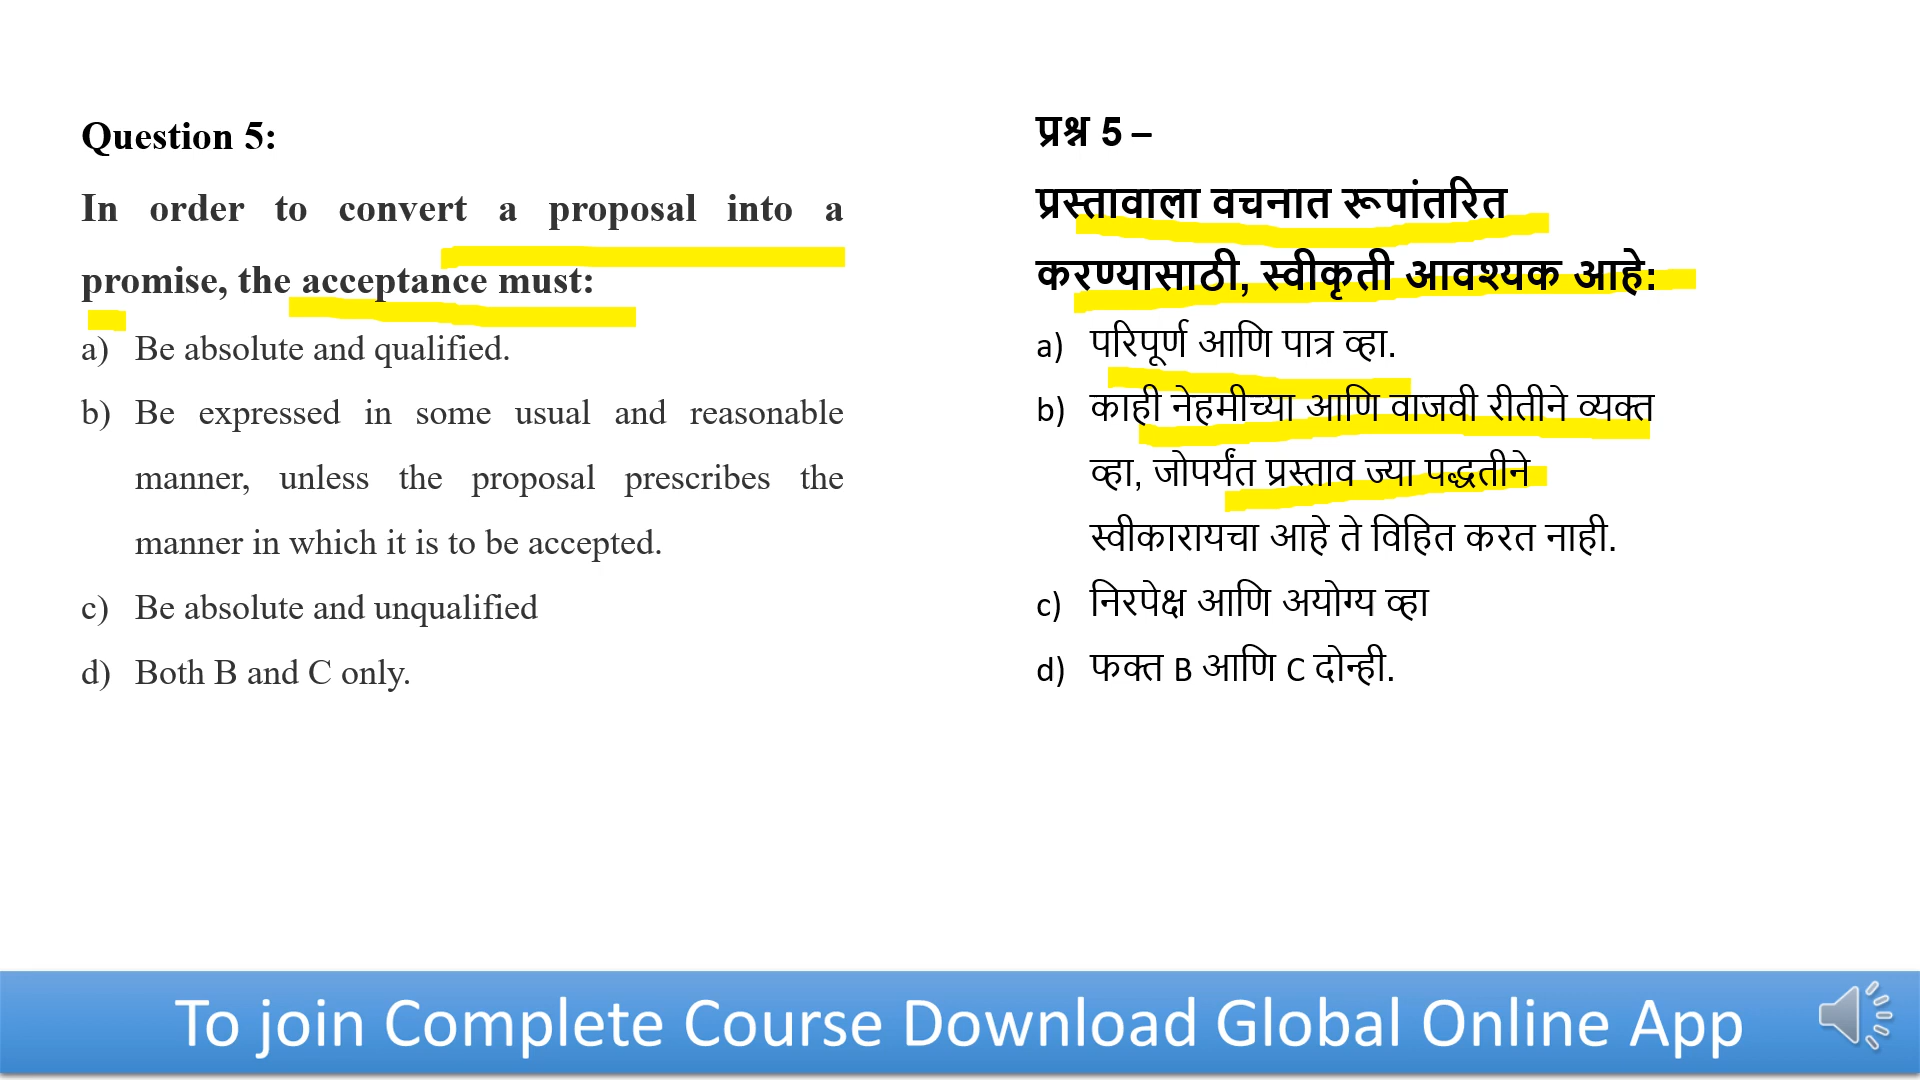 Question 5:
In order to convert a proposal into a
promise, the acceptance must:
a) Be absolute and qualified.
b) Be expressed in some usual and reasonable
manner, unless the proposal prescribes the
manner in which it is to be accepted.
c) Be absolute and unqualified
d) Both B and C only.
प्रश्न 5 –
प्रस्तावाला वचनात रूपांतरित
करण्यासाठी, स्वीकृती आवश्यक आहे:
a) परिपूर्ण आणि पात्र व्हा.
b) काही नेहमीच्या आणि वाजवी रीतीने व्यक्त
व्हा, जोपर्यंत प्रस्ताव ज्या पद्धतीने
स्वीकारायचा आहे ते विहित करत नाही.
c) निरपेक्ष आणि अयोग्य व्हा
d) फक्त B आणि C दोन्ही.
To join Complete Course Download Global Online App